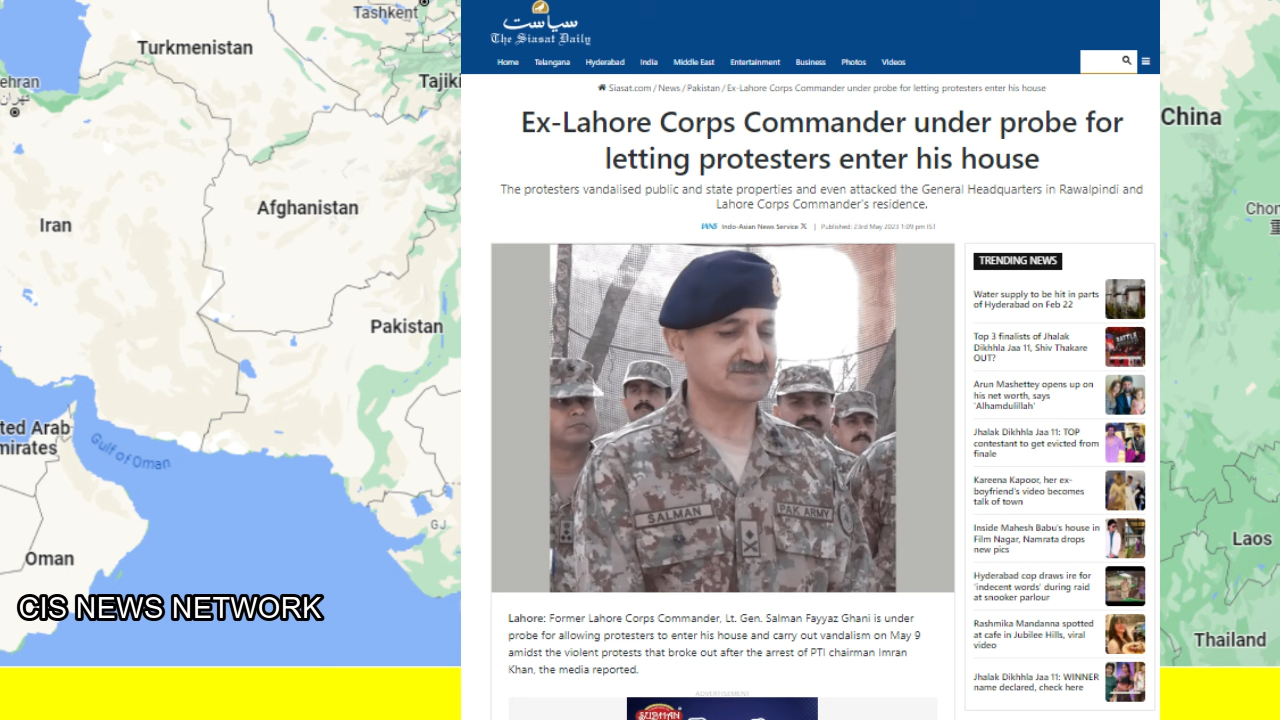 Tashkent
Turkmenistan
ehran
تهران
Tajiki
Iran
Afghanistan
Pakistan
ted Arab
mirates
Gulf of Oman
GJ
Oman
CIS NEWS NETWORK
سیاست
The Siasat Daily
Home Telangana Hyderabad India Middle East Entertainment Business Photos Videos
Siasat.com / News / Pakistan / Ex-Lahore Corps Commander under probe for letting protesters enter his house
Ex-Lahore Corps Commander under probe for
letting protesters enter his house
The protesters vandalised public and state properties and even attacked the General Headquarters in Rawalpindi and
Lahore Corps Commander's residence.
IANS Indo-Asian News Service X | Published: 23rd May 2023 1:09 pm IST
SALMAN
PAK ARMY
Lahore: Former Lahore Corps Commander, Lt. Gen. Salman Fayyaz Ghani is under
probe for allowing protesters to enter his house and carry out vandalism on May 9
amidst the violent protests that broke out after the arrest of PTI chairman Imran
Khan, the media reported.
ADVERTISEMENT
SUBHAN
TRENDING NEWS
Water supply to be hit in parts
of Hyderabad on Feb 22
Top 3 finalists of Jhalak
Dikhhla Jaa 11, Shiv Thakare
OUT?
Arun Mashettey opens up on
his net worth, says
'Alhamdulillah'
Jhalak Dikhhla Jaa 11: TOP
contestant to get evicted from
finale
Kareena Kapoor, her ex-
boyfriend's video becomes
talk of town
Inside Mahesh Babu's house in
Film Nagar, Namrata drops
new pics
Hyderabad cop draws ire for
'indecent words' during raid
at snooker parlour
Rashmika Mandanna spotted
at cafe in Jubilee Hills, viral
video
Jhalak Dikhhla Jaa 11: WINNER
name declared, check here
China
Chon
Laos
Thailand